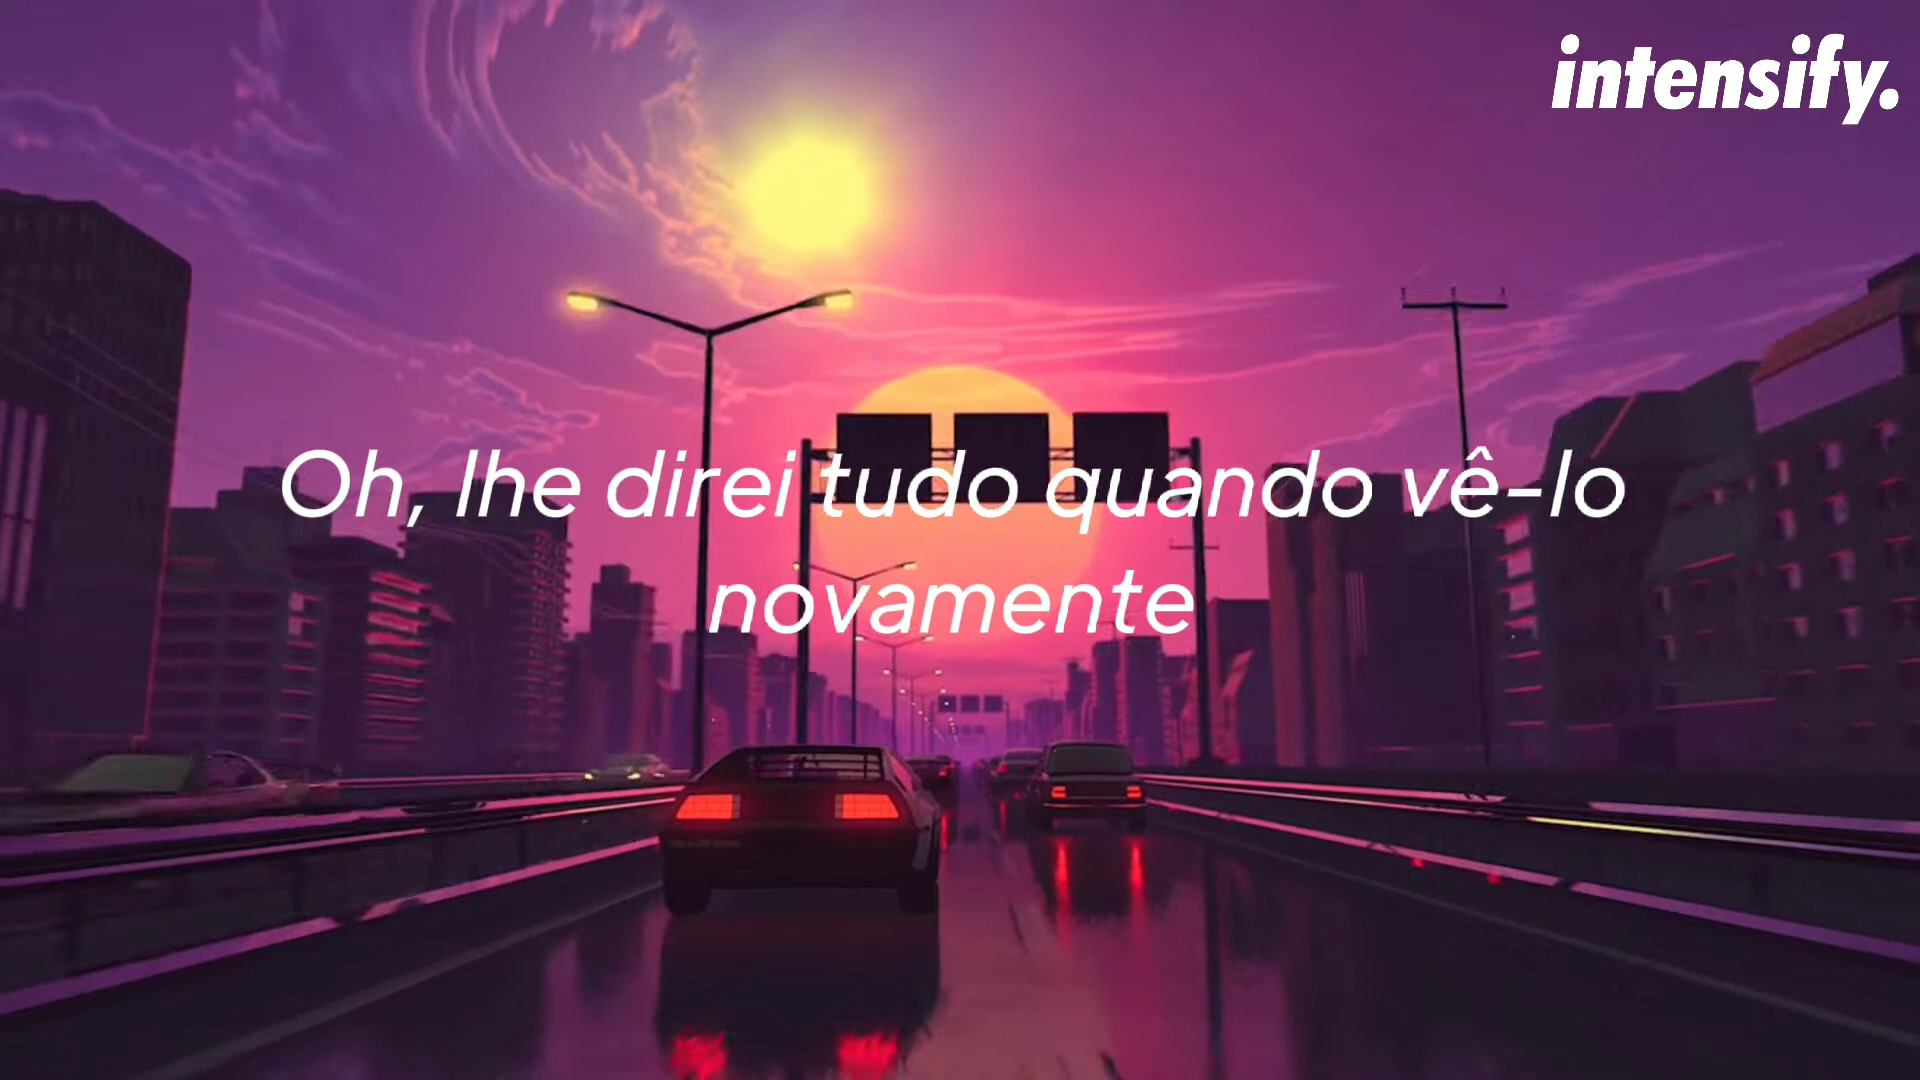 intensify.
Oh, lhe direi tudo quando vê-lo
novamente